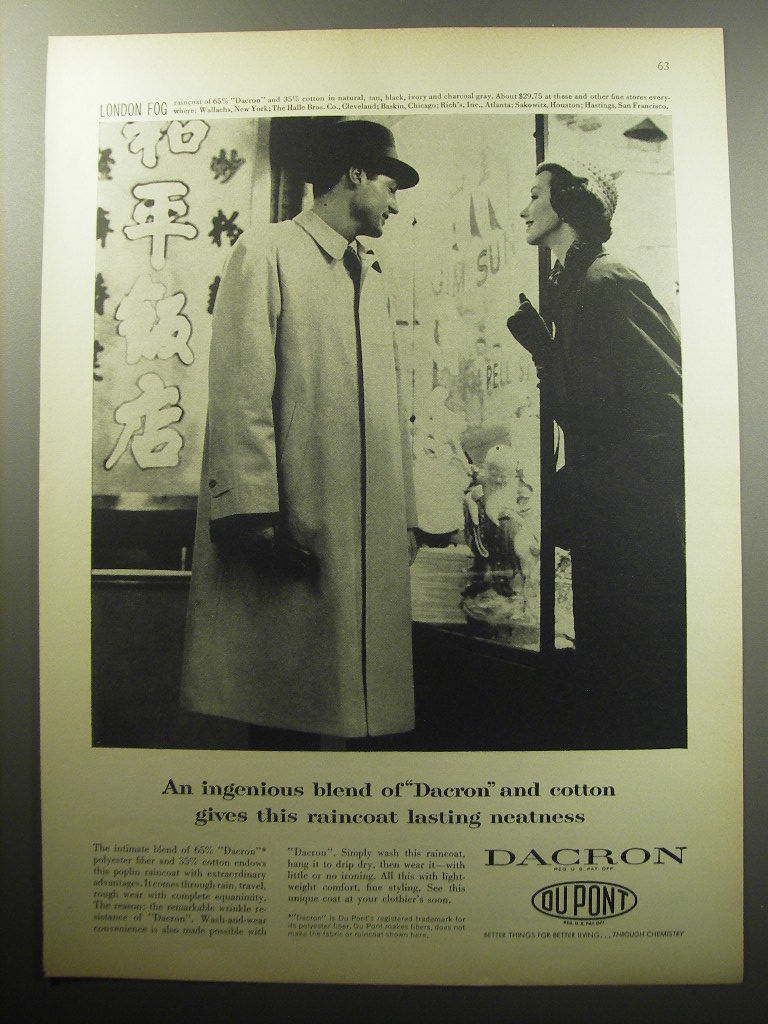 63
LONDON FOG raincoat of 65% "Dacron" and 35% cotton in natural, tan, black, ivory and charcoal gray. About $29.75 at these and other fine stores every-
where: Wallachs, New York; The Halle Bros. Co., Cleveland; Baskin, Chicago; Rich's, Inc., Atlanta; Sakowitz, Houston; Hastings, San Francisco.
和平飯店
SUN
PELL ST
An ingenious blend of "Dacron" and cotton
gives this raincoat lasting neatness
The intimate blend of 65% "Dacron"*
polyester fiber and 35% cotton endows
this poplin raincoat with extraordinary
advantages. It comes through rain, travel,
rough wear with complete equanimity.
The reason: the remarkable wrinkle re-
sistance of "Dacron". Wash-and-wear
convenience is also made possible with
"Dacron". Simply wash this raincoat,
hang it to drip dry, then wear it—with
little or no ironing. All this with light-
weight comfort, fine styling. See this
unique coat at your clothier's soon.
*"Dacron" is Du Pont's registered trademark for
its polyester fiber. Du Pont makes fibers, does not
make the fabric or raincoat shown here.
DACRON
REG. U.S. PAT. OFF.
DU PONT
REG. U.S. PAT. OFF.
BETTER THINGS FOR BETTER LIVING...THROUGH CHEMISTRY